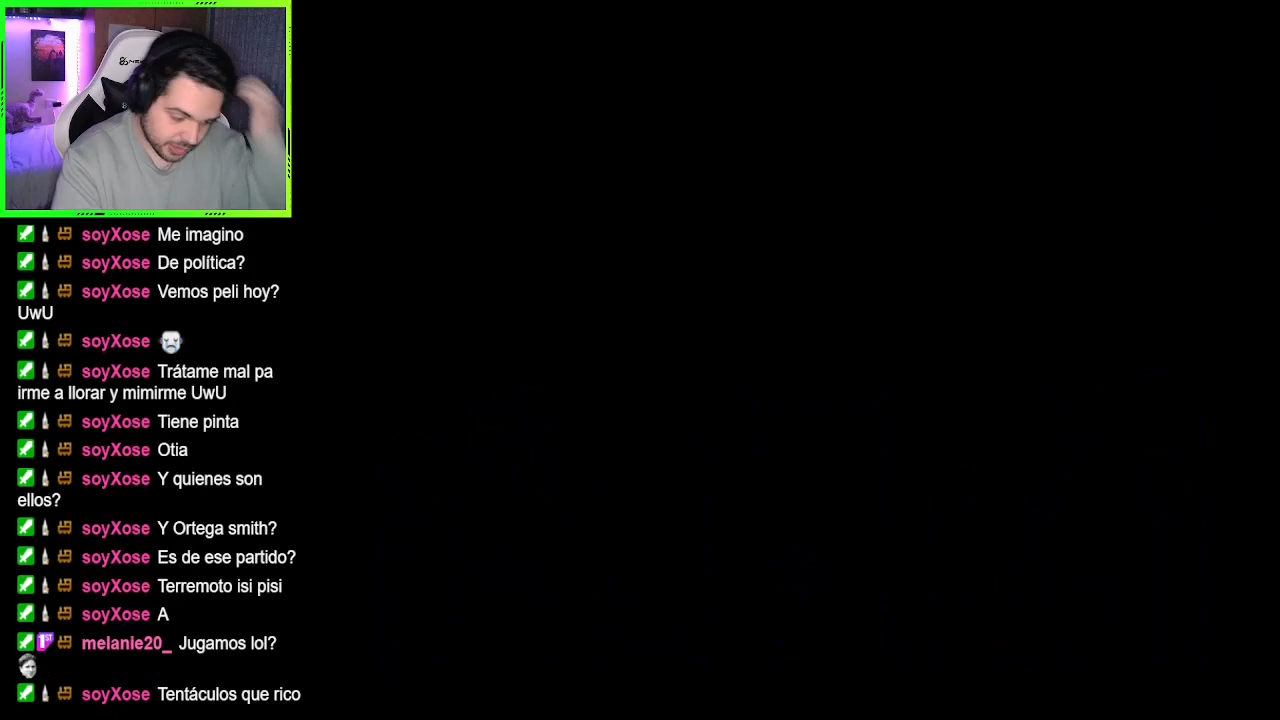 soyXose Me imagino
soyXose De política?
soyXose Vemos peli hoy?
UwU
soyXose
soyXose Trátame mal pa
irme a llorar y mimirme UwU
soyXose Tiene pinta
soyXose Otia
soyXose Y quienes son
ellos?
soyXose Y Ortega smith?
soyXose Es de ese partido?
soyXose Terremoto isi pisi
soyXose A
1ST melanie20_ Jugamos lol?
soyXose Tentáculos que rico